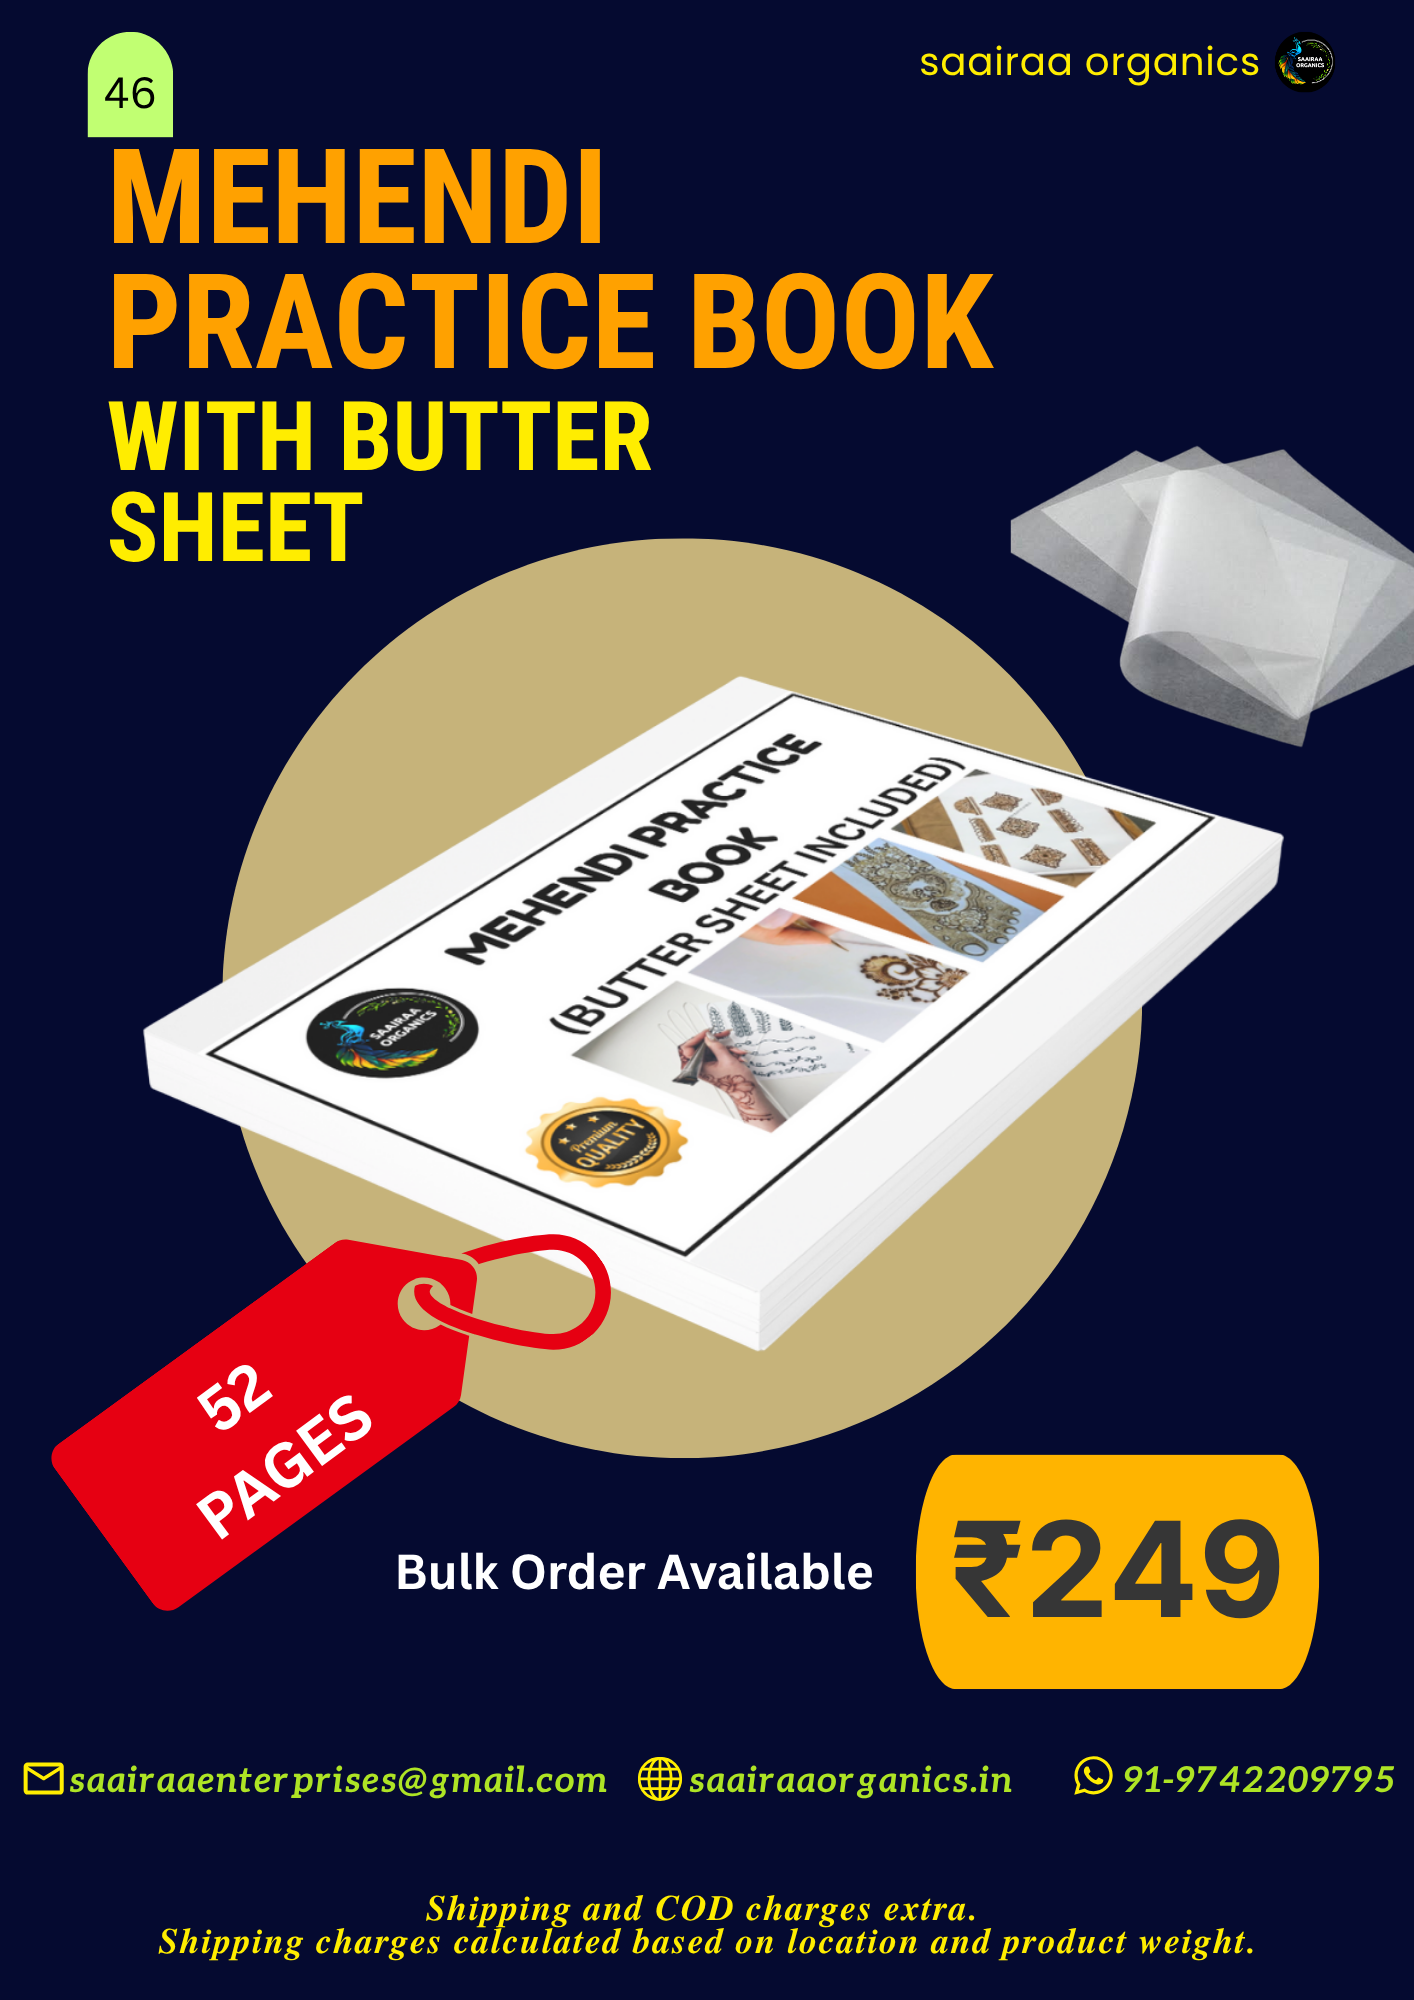 46
saairaa organics
SAAIRAA
ORGANICS
MEHENDI
PRACTICE BOOK
WITH BUTTER
SHEET
MEHENDI PRACTICE
BOOK
(BUTTER SHEET INCLUDED)
SAAIRAA
ORGANICS
Premium
QUALITY
52
PAGES
Bulk Order Available
₹249
saairaaenterprises@gmail.com
saairaaorganics.in
91-9742209795
Shipping and COD charges extra.
Shipping charges calculated based on location and product weight.